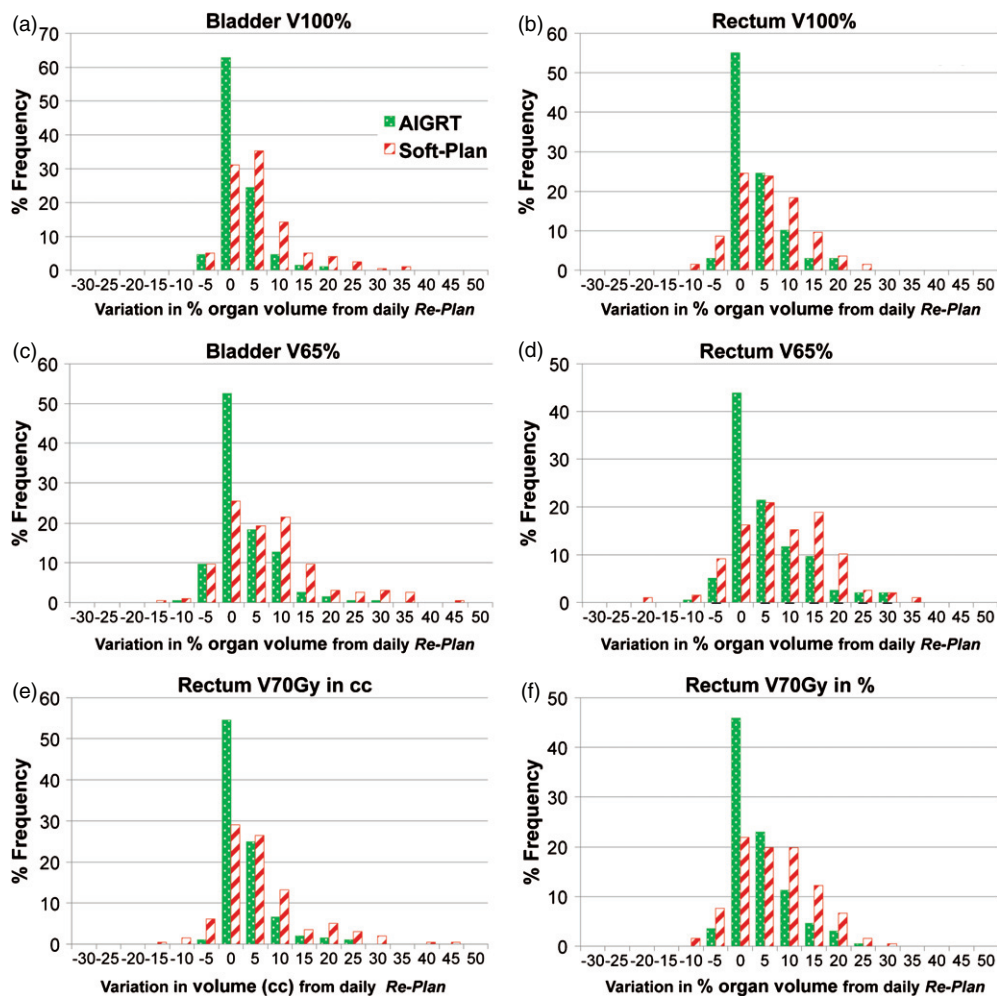 (a) Bladder V100%
70
60
50
40
30
20
10
0
% Frequency
AIGRT
Soft-Plan
-30-25-20-15-10-5 0 5 10 15 20 25 30 35 40 45 50
Variation in % organ volume from daily Re-Plan
(b) Rectum V100%
60
50
40
30
20
10
0
% Frequency
-30-25-20-15-10-5 0 5 10 15 20 25 30 35 40 45 50
Variation in % organ volume from daily Re-Plan
(c) Bladder V65%
60
50
40
30
20
10
0
% Frequency
-30-25-20-15-10-5 0 5 10 15 20 25 30 35 40 45 50
Variation in % organ volume from daily Re-Plan
(d) Rectum V65%
50
40
30
20
10
0
% Frequency
-30-25-20-15-10-5 0 5 10 15 20 25 30 35 40 45 50
Variation in % organ volume from daily Re-Plan
(e) Rectum V70Gy in cc
60
50
40
30
20
10
0
% Frequency
-30-25-20-15-10-5 0 5 10 15 20 25 30 35 40 45 50
Variation in volume (cc) from daily Re-Plan
(f) Rectum V70Gy in %
50
40
30
20
10
0
% Frequency
-30-25-20-15-10-5 0 5 10 15 20 25 30 35 40 45 50
Variation in % organ volume from daily Re-Plan